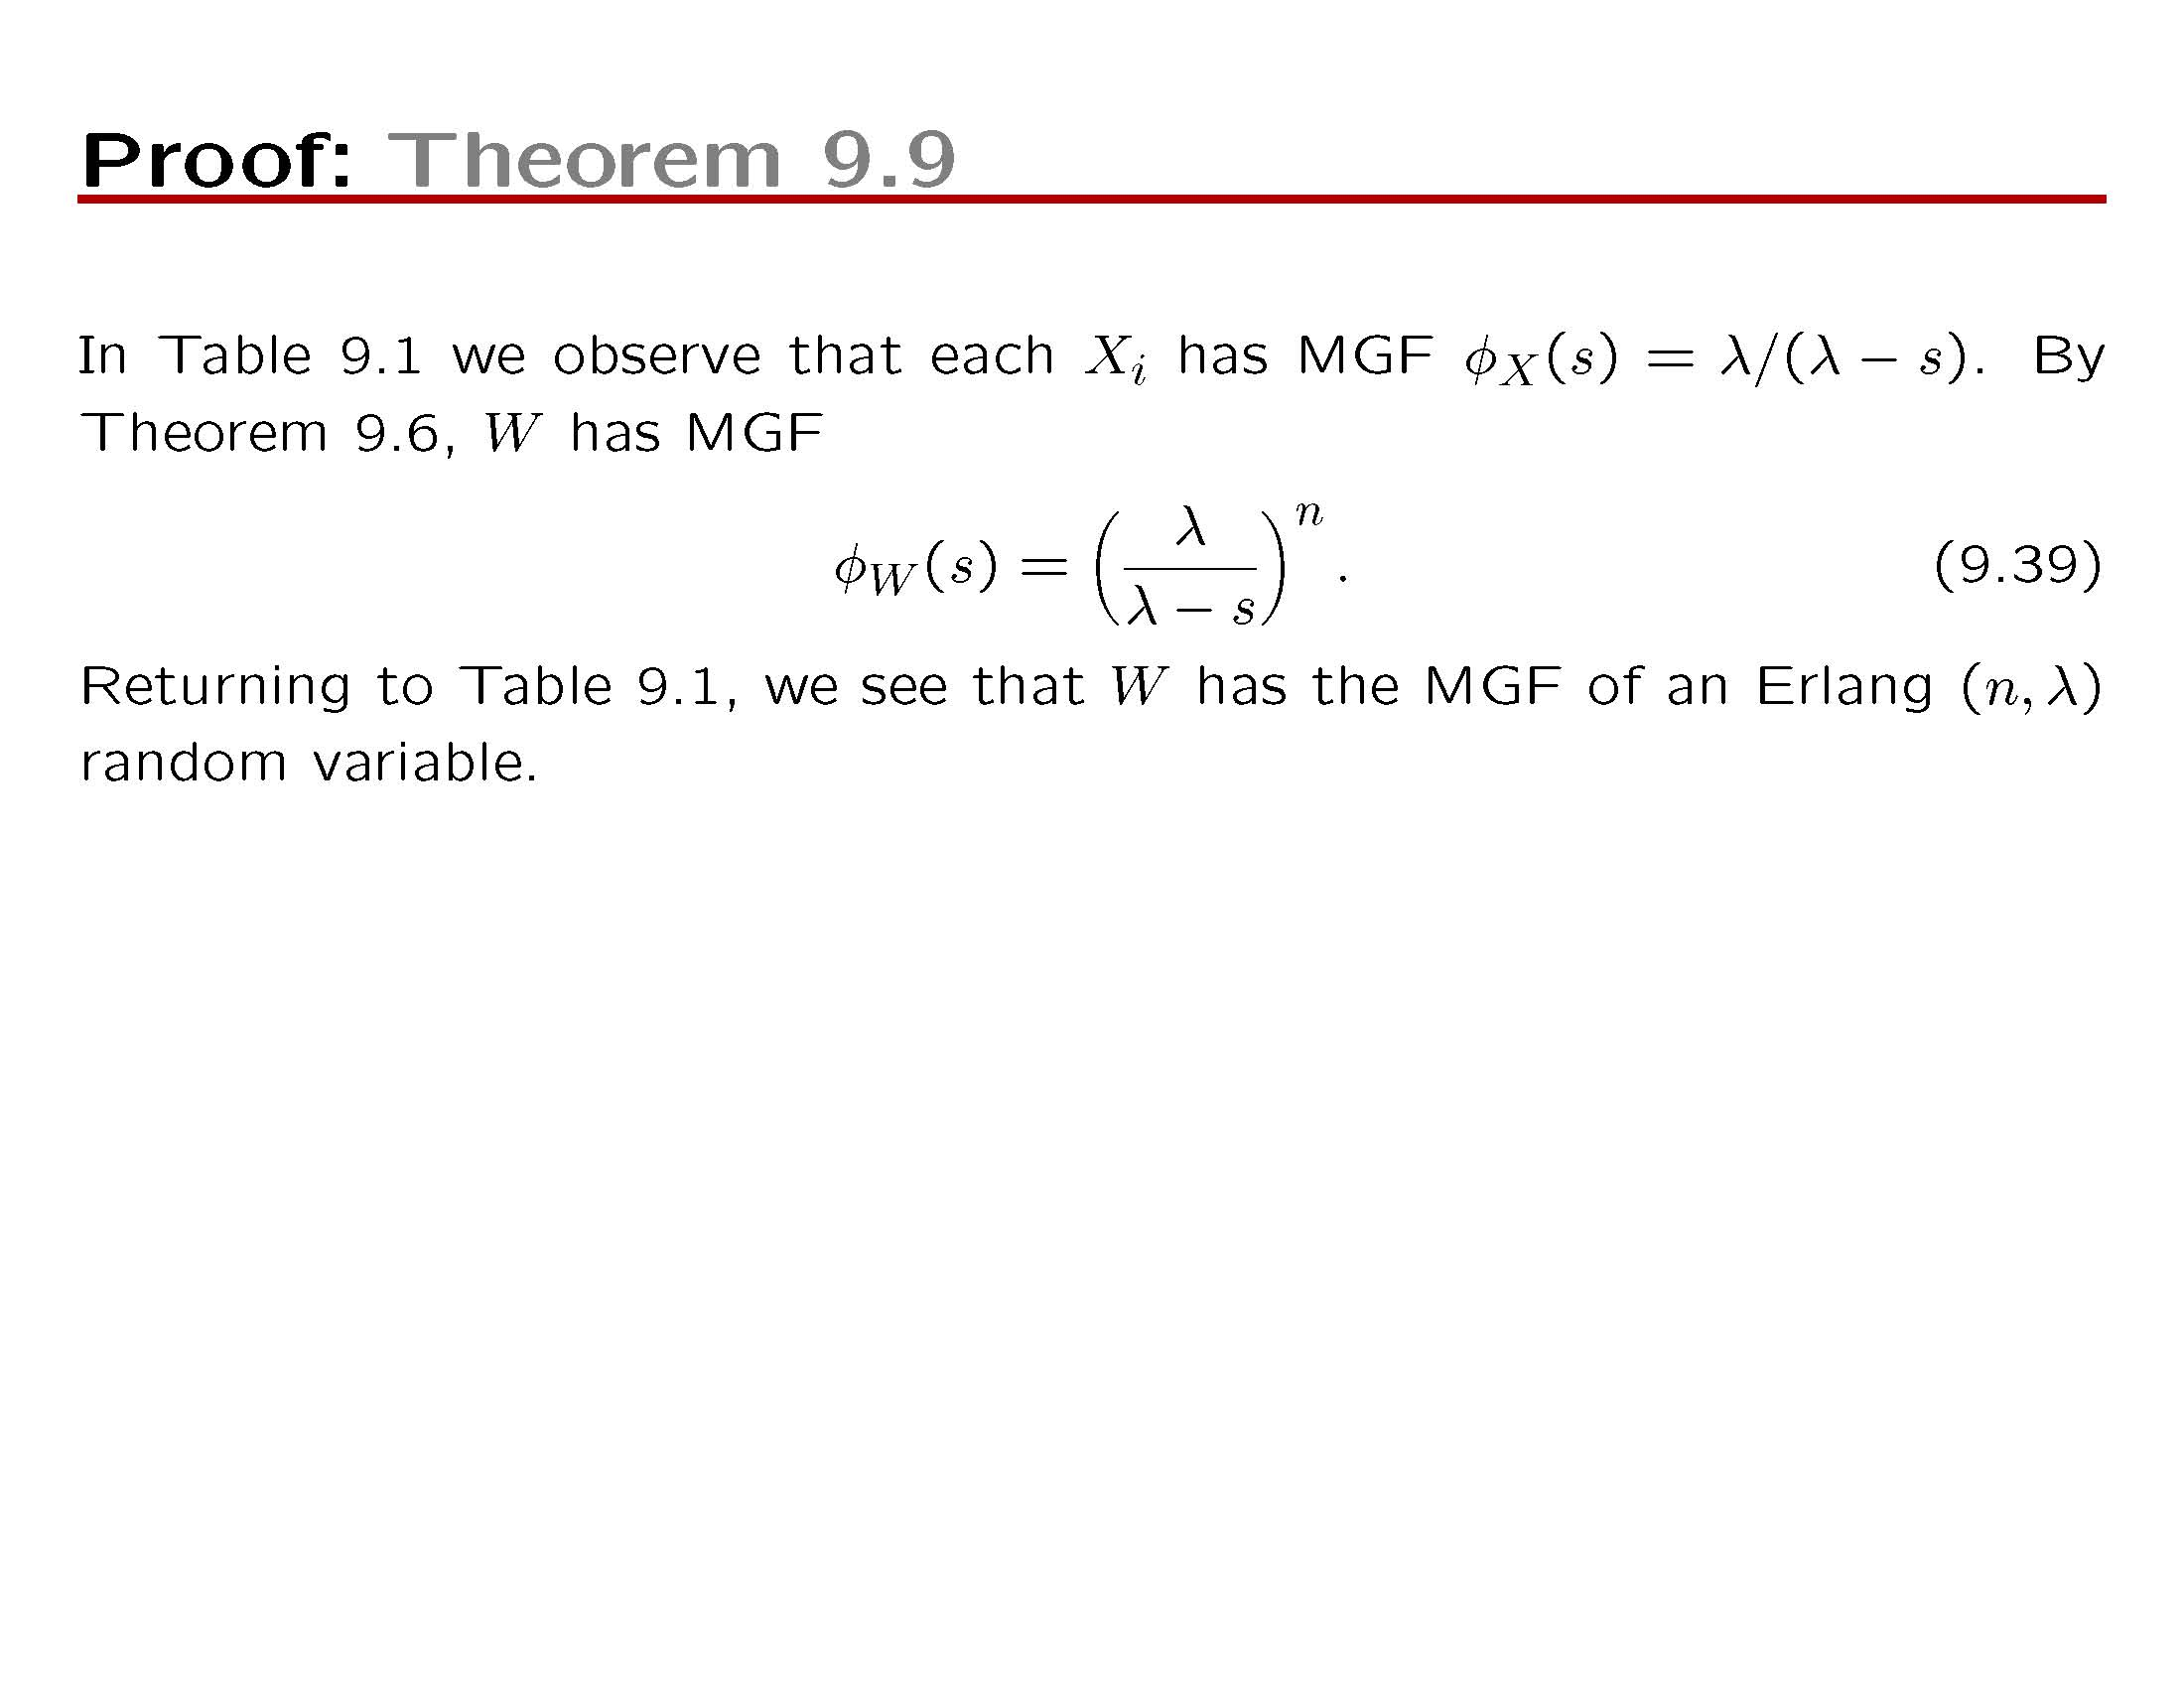 Proof: Theorem 9.9
In Table 9.1 we observe that each X_i has MGF ϕ_X(s) = λ/(λ − s). By
Theorem 9.6, W has MGF
ϕ_W(s) = (λ / (λ − s))^n . (9.39)
Returning to Table 9.1, we see that W has the MGF of an Erlang (n, λ)
random variable.